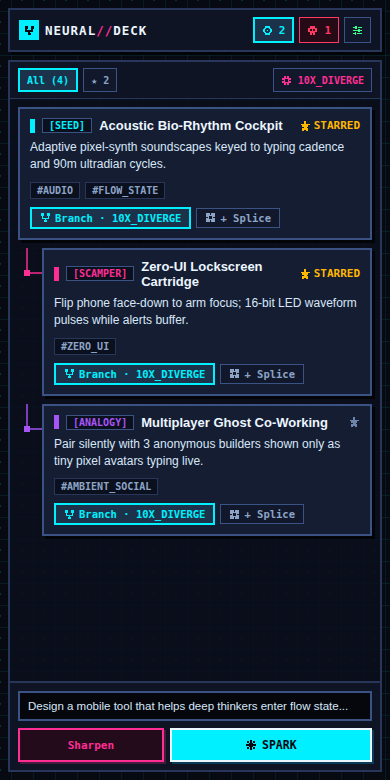 NEURAL//DECK
2
1
All (4)
★ 2
10X_DIVERGE
[SEED] Acoustic Bio-Rhythm Cockpit
STARRED
Adaptive pixel-synth soundscapes keyed to typing cadence
and 90m ultradian cycles.
#AUDIO
#FLOW_STATE
Branch · 10X_DIVERGE
+ Splice
[SCAMPER] Zero-UI Lockscreen
Cartridge
STARRED
Flip phone face-down to arm focus; 16-bit LED waveform
pulses while alerts buffer.
#ZERO_UI
Branch · 10X_DIVERGE
+ Splice
[ANALOGY] Multiplayer Ghost Co-Working
Pair silently with 3 anonymous builders shown only as
tiny pixel avatars typing live.
#AMBIENT_SOCIAL
Branch · 10X_DIVERGE
+ Splice
Design a mobile tool that helps deep thinkers enter flow state...
Sharpen
SPARK